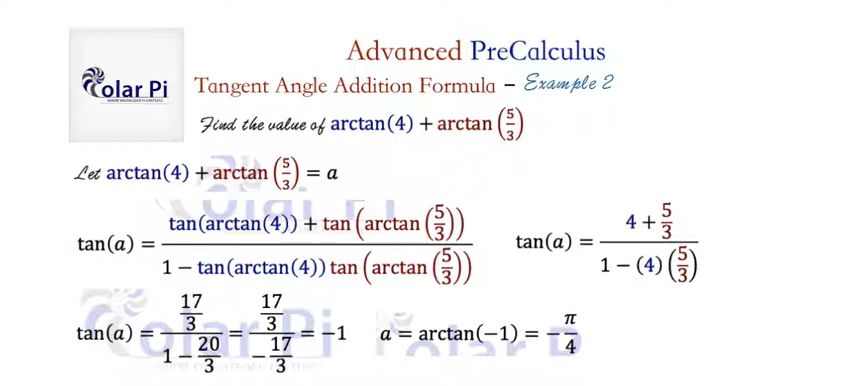 Advanced PreCalculus
olar Pi
Tangent Angle Addition Formula – Example 2
Find the value of arctan(4) + arctan (5/3)
Let arctan(4) + arctan (5/3) = a
tan(a) = (tan(arctan(4)) + tan (arctan (5/3))) / (1 − tan(arctan(4)) tan (arctan (5/3)))
tan(a) = (4 + 5/3) / (1 − (4) (5/3))
tan(a) = (17/3) / (1 − 20/3) = (17/3) / (−17/3) = −1
a = arctan(−1) = −π/4